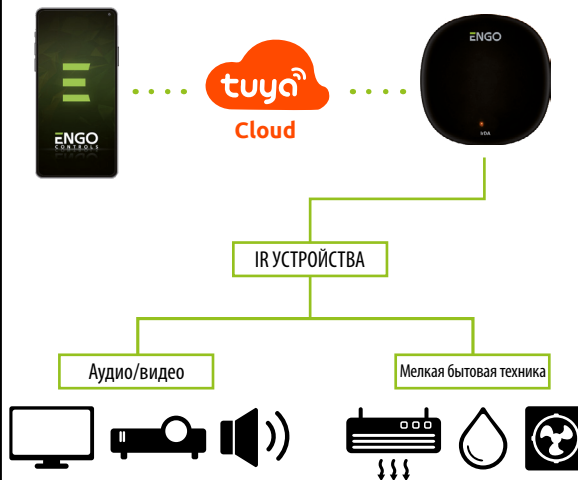 ENGO
CONTROLS
tuya
Cloud
ENGO
IrDA
IR УСТРОЙСТВА
Аудио/видео
Мелкая бытовая техника